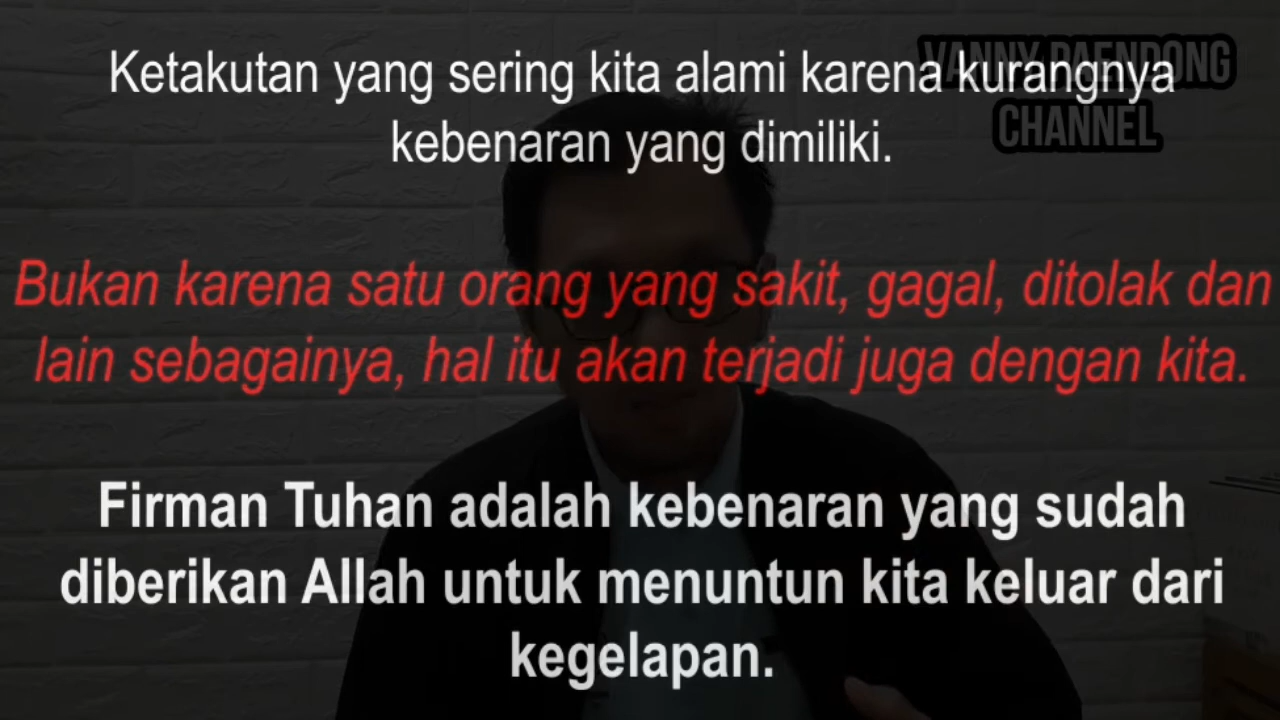 VANNY DAENDONG
CHANNEL
Ketakutan yang sering kita alami karena kurangnya
kebenaran yang dimiliki.
Bukan karena satu orang yang sakit, gagal, ditolak dan
lain sebagainya, hal itu akan terjadi juga dengan kita.
Firman Tuhan adalah kebenaran yang sudah
diberikan Allah untuk menuntun kita keluar dari
kegelapan.